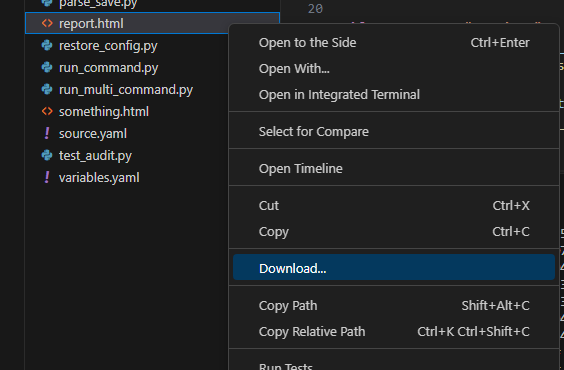 parse_save.py
20
report.html
Open to the Side Ctrl+Enter
restore_config.py
Open With...
run_command.py
run_multi_command.py
Open in Integrated Terminal
something.html
source.yaml
Select for Compare
test_audit.py
Open Timeline
variables.yaml
Cut Ctrl+X
Copy Ctrl+C
Download...
Copy Path Shift+Alt+C
Copy Relative Path Ctrl+K Ctrl+Shift+C
Run Tests